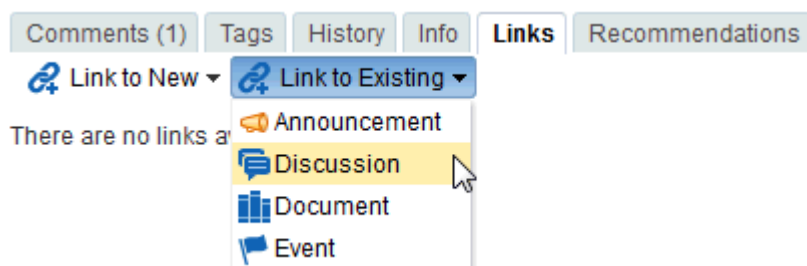 Comments (1) Tags History Info Links Recommendations
Link to New Link to Existing
There are no links
Announcement
Discussion
Document
Event